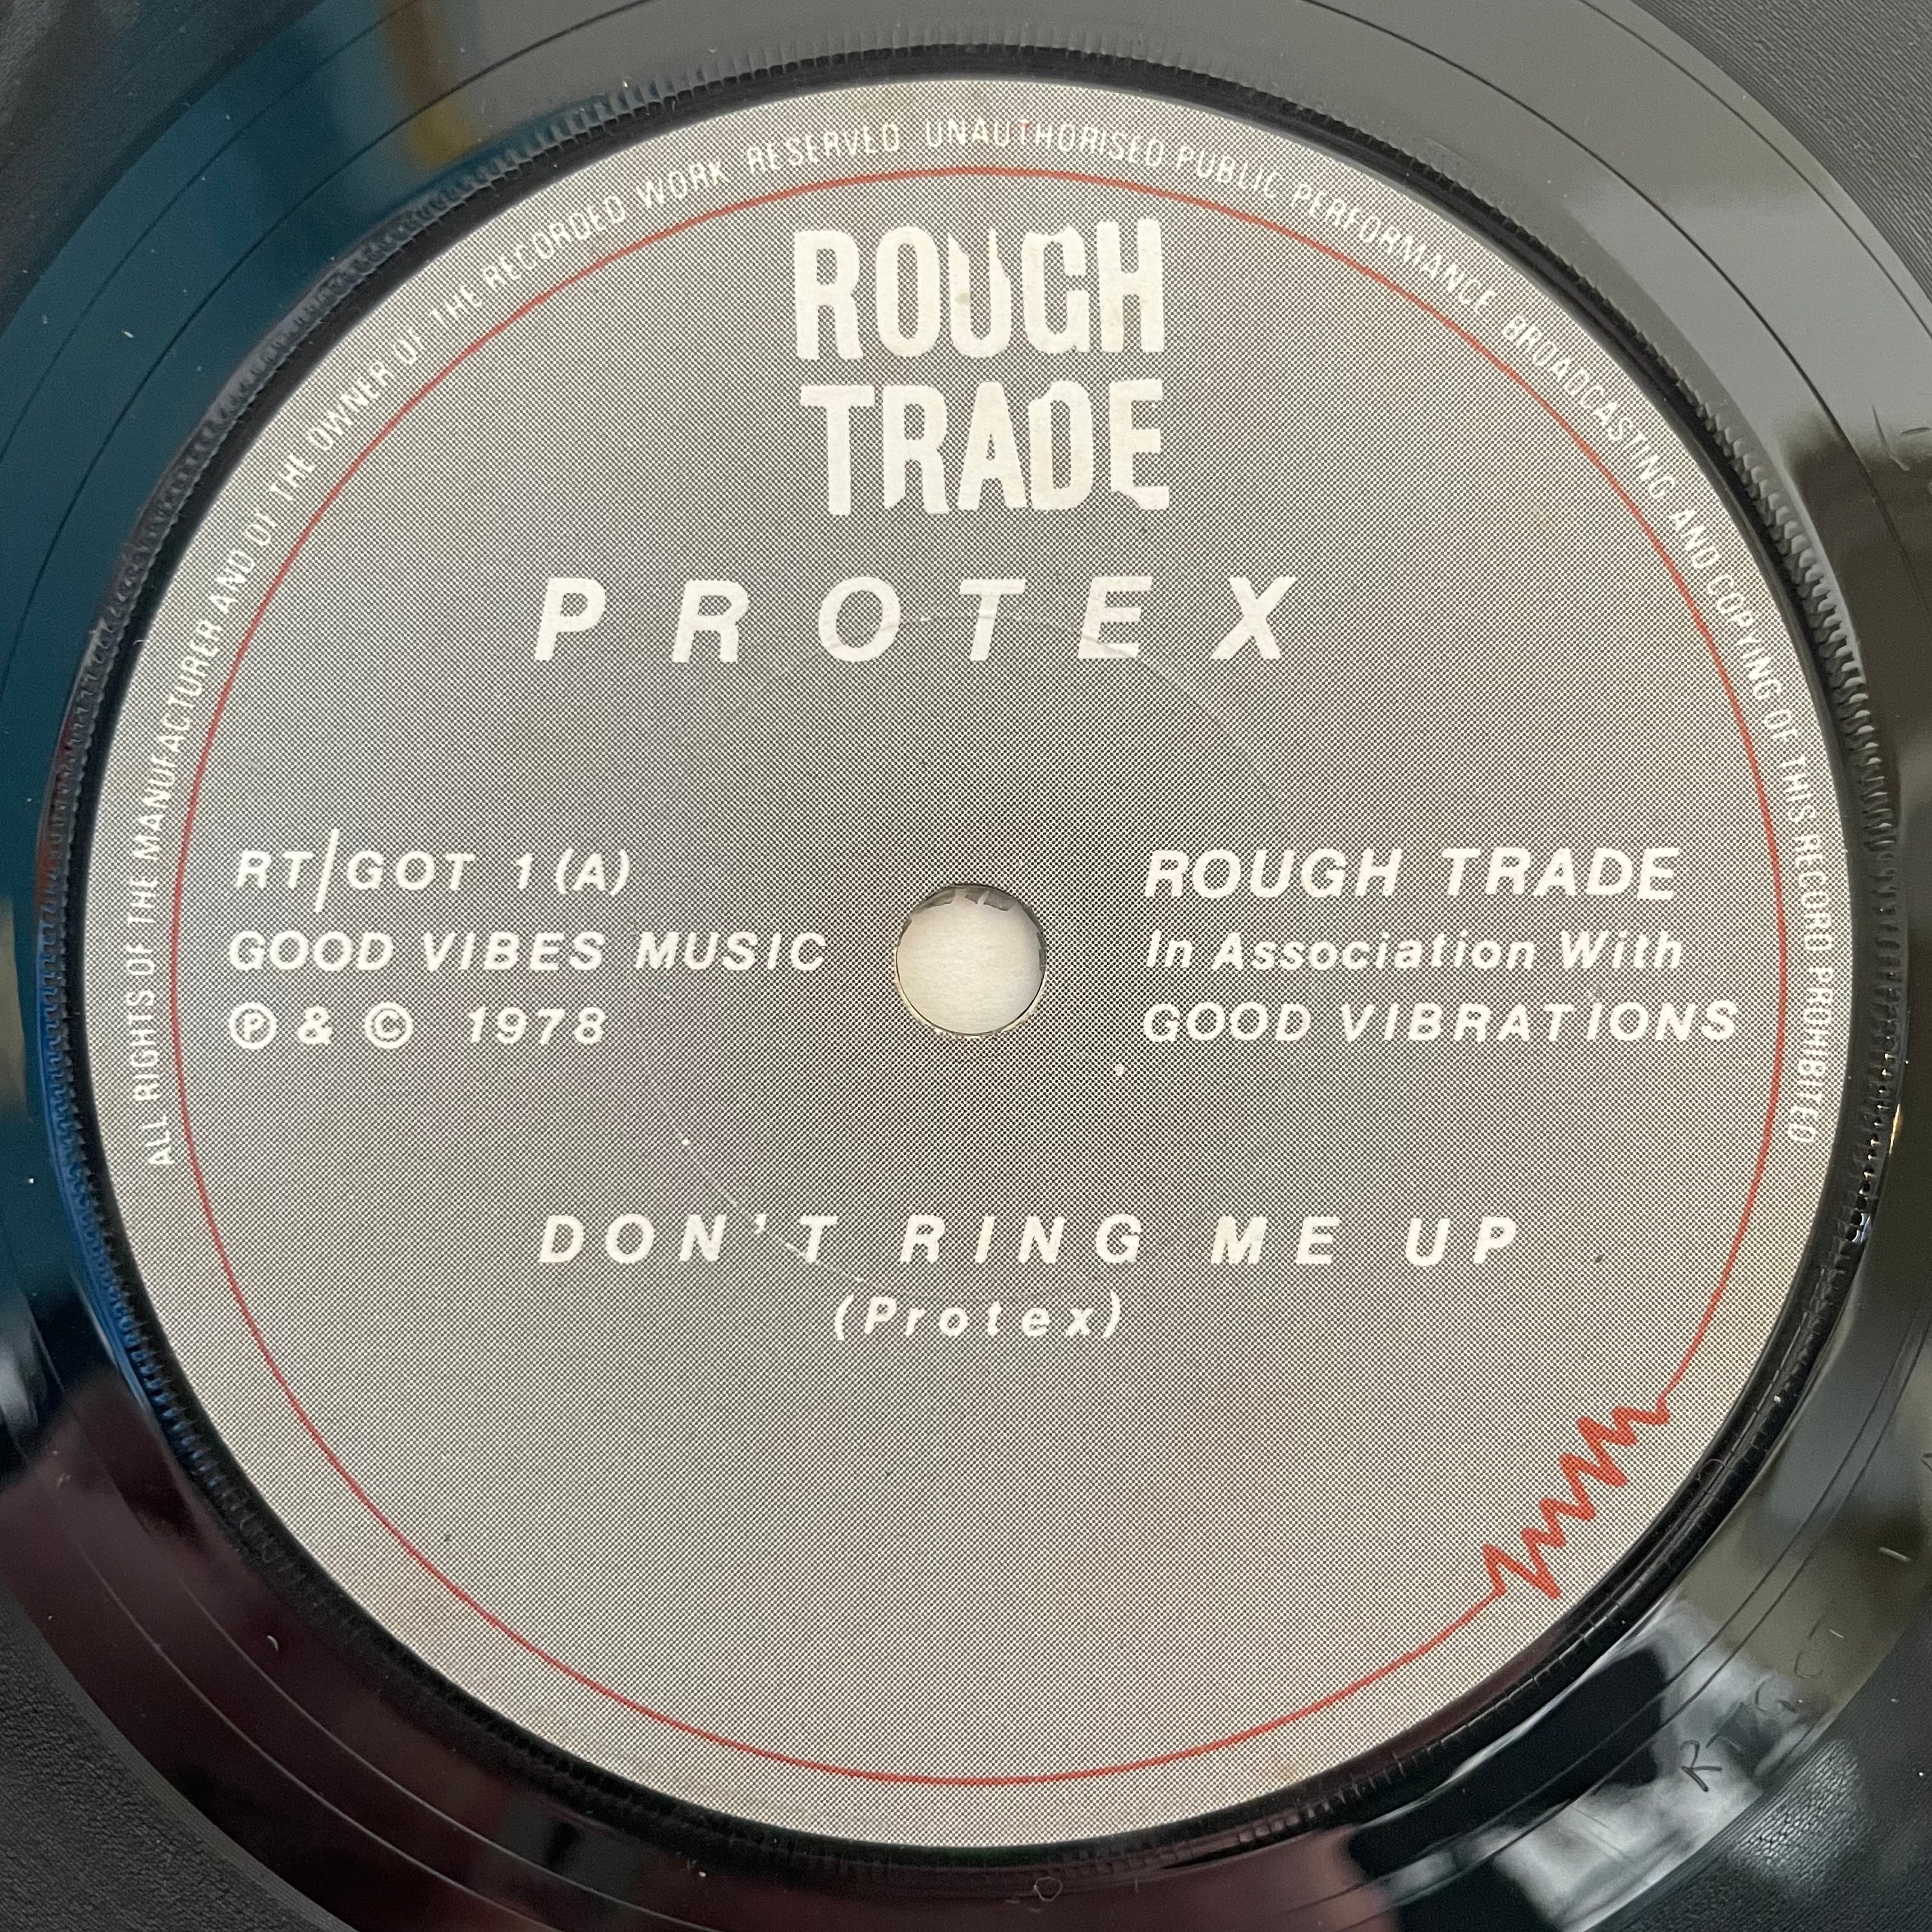 ALL RIGHTS OF THE MANUFACTURER AND OF THE OWNER OF THE RECORDED WORK RESERVED UNAUTHORISED PUBLIC PERFORMANCE BROADCASTING AND COPYING OF THIS RECORD PROHIBITED
ROUGH
TRADE
PROTEX
RT/GOT 1 (A)
GOOD VIBES MUSIC
Ⓟ & © 1978
ROUGH TRADE
In Association With
GOOD VIBRATIONS
DON'T RING ME UP
(Protex)